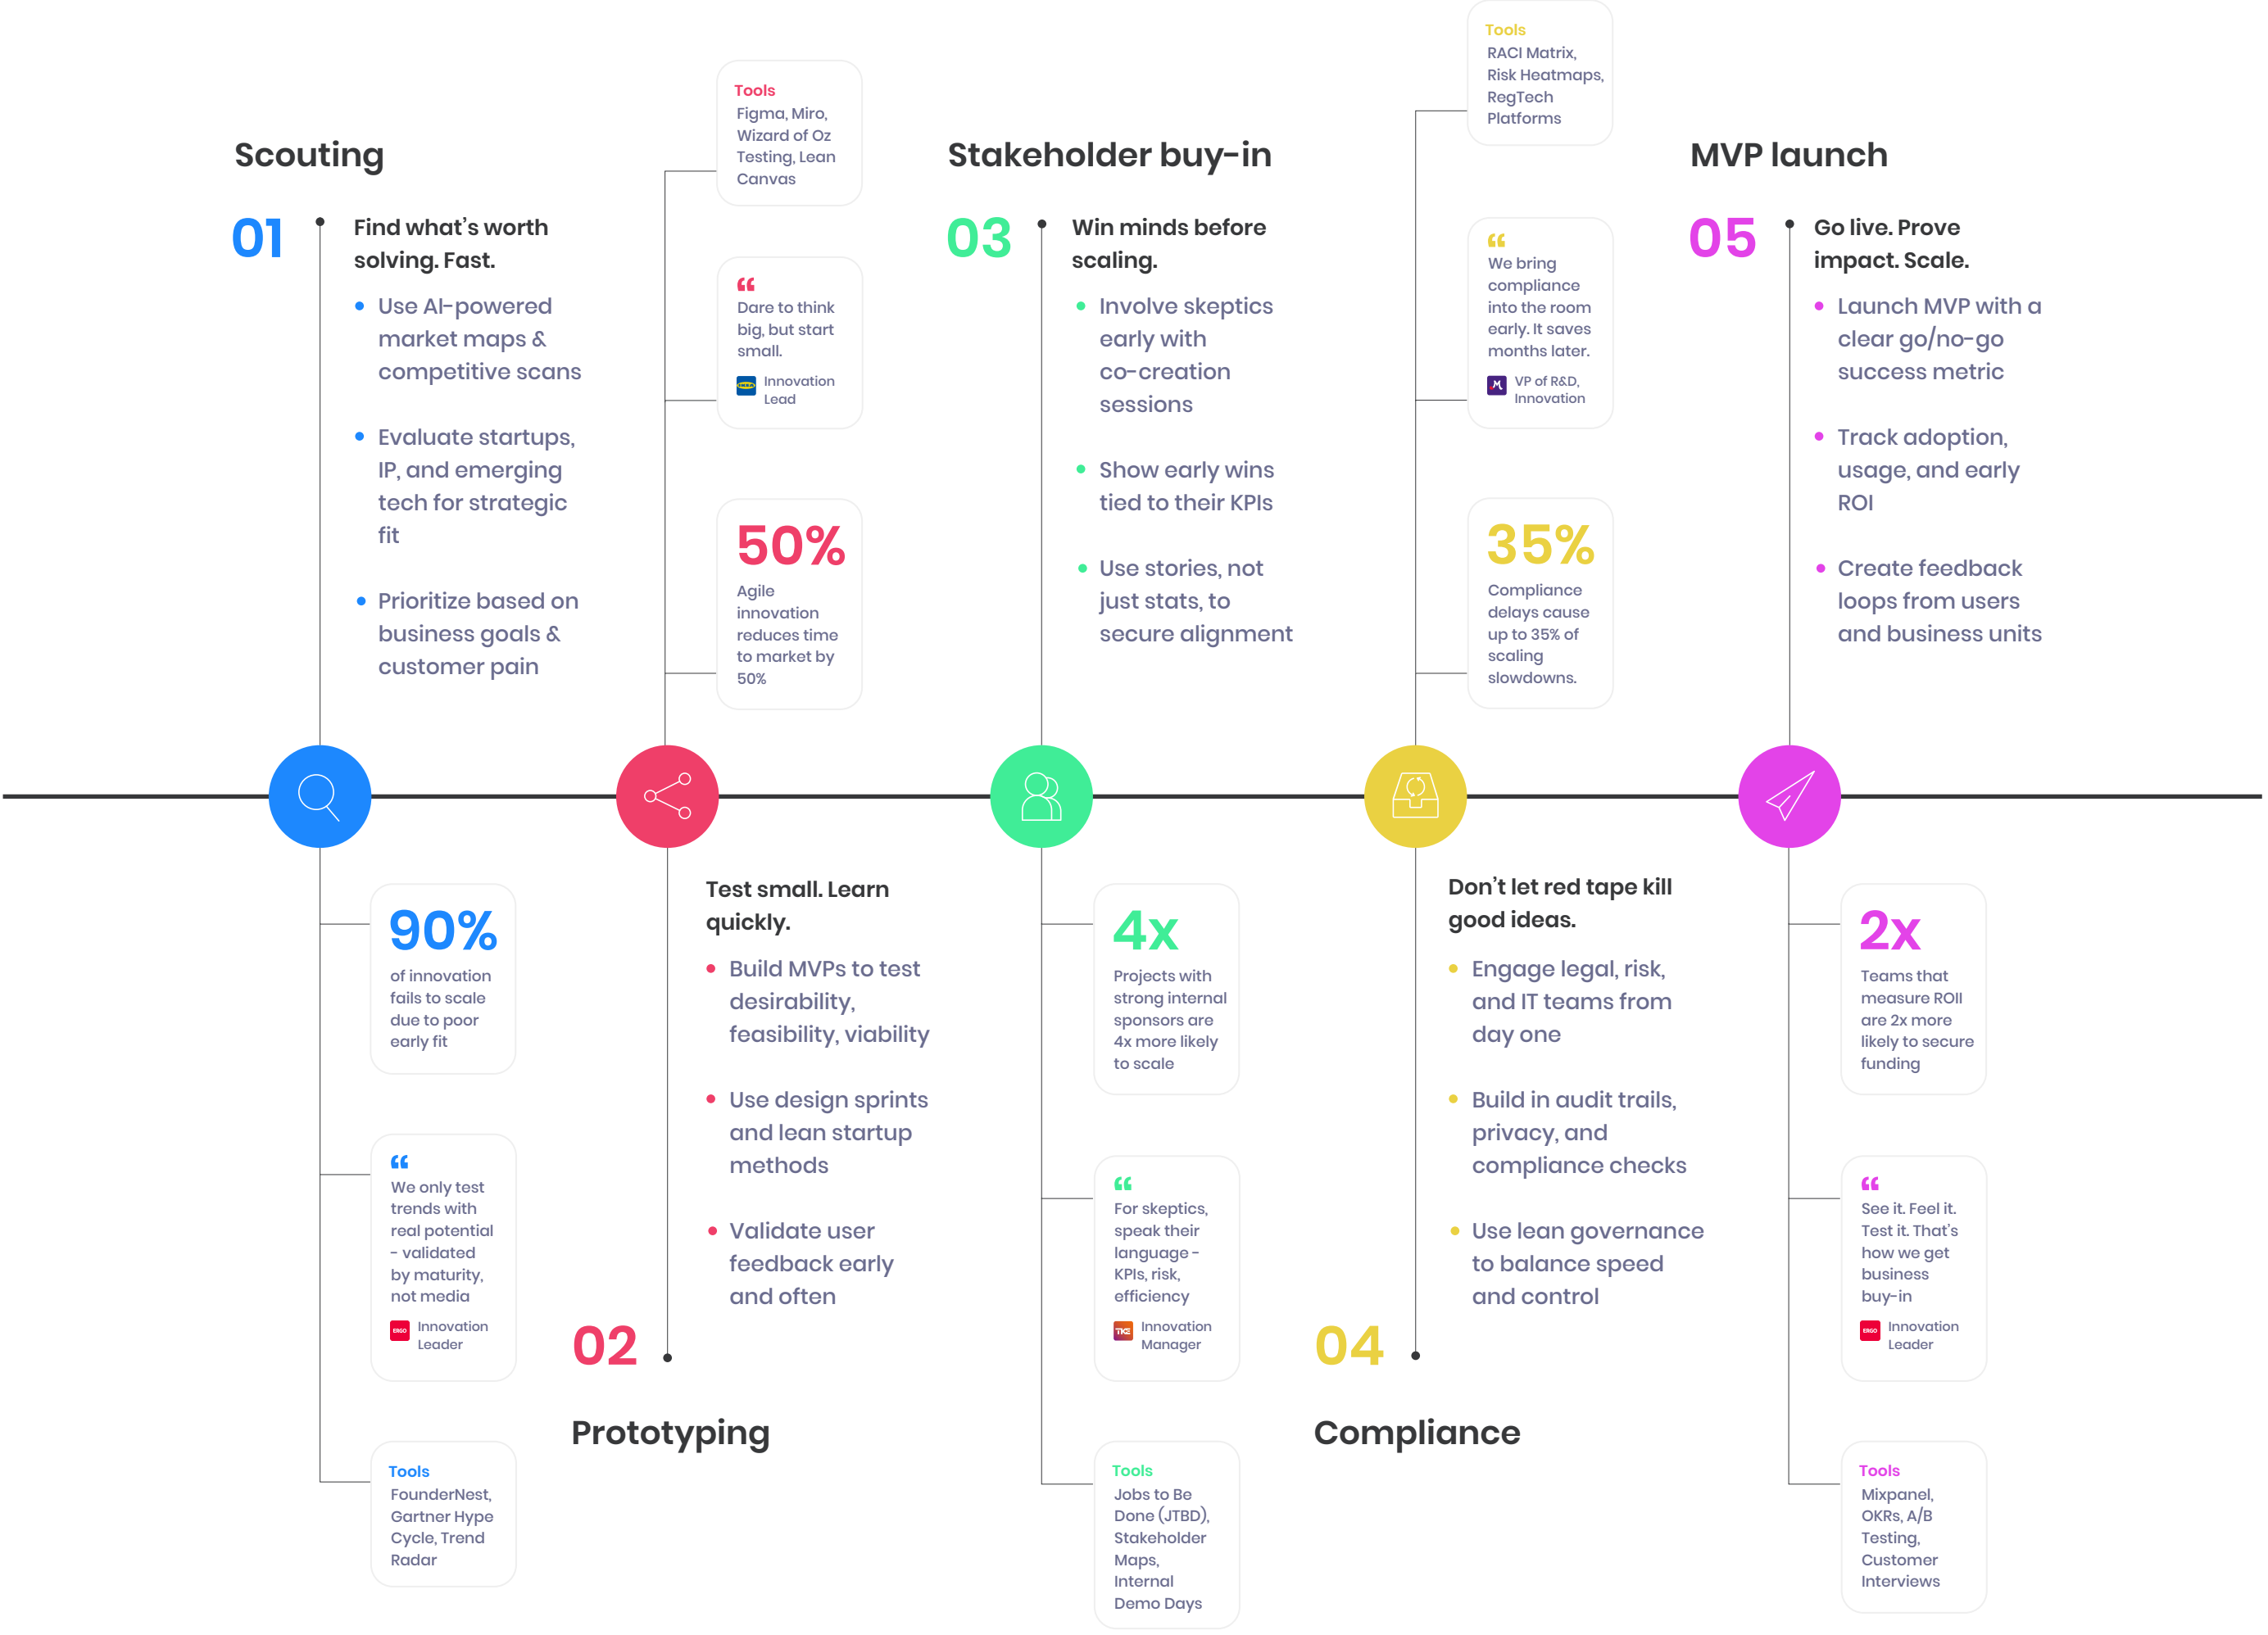 Scouting
01
Find what’s worth
solving. Fast.
Use AI-powered
market maps &
competitive scans
Evaluate startups,
IP, and emerging
tech for strategic
fit
Prioritize based on
business goals &
customer pain
90%
of innovation
fails to scale
due to poor
early fit
“
We only test
trends with
real potential
- validated
by maturity,
not media
ERGO
Innovation
Leader
Tools
FounderNest,
Gartner Hype
Cycle, Trend
Radar
Tools
Figma, Miro,
Wizard of Oz
Testing, Lean
Canvas
“
Dare to think
big, but start
small.
Innovation
Lead
50%
Agile
innovation
reduces time
to market by
50%
Test small. Learn
quickly.
Build MVPs to test
desirability,
feasibility, viability
Use design sprints
and lean startup
methods
Validate user
feedback early
and often
02
Prototyping
Stakeholder buy-in
03
Win minds before
scaling.
Involve skeptics
early with
co-creation
sessions
Show early wins
tied to their KPIs
Use stories, not
just stats, to
secure alignment
4x
Projects with
strong internal
sponsors are
4x more likely
to scale
“
For skeptics,
speak their
language -
KPIs, risk,
efficiency
TKE
Innovation
Manager
Tools
Jobs to Be
Done (JTBD),
Stakeholder
Maps,
Internal
Demo Days
Tools
RACI Matrix,
Risk Heatmaps,
RegTech
Platforms
“
We bring
compliance
into the room
early. It saves
months later.
M
VP of R&D,
Innovation
35%
Compliance
delays cause
up to 35% of
scaling
slowdowns.
Don’t let red tape kill
good ideas.
Engage legal, risk,
and IT teams from
day one
Build in audit trails,
privacy, and
compliance checks
Use lean governance
to balance speed
and control
04
Compliance
MVP launch
05
Go live. Prove
impact. Scale.
Launch MVP with a
clear go/no-go
success metric
Track adoption,
usage, and early
ROI
Create feedback
loops from users
and business units
2x
Teams that
measure ROII
are 2x more
likely to secure
funding
“
See it. Feel it.
Test it. That’s
how we get
business
buy-in
ERGO
Innovation
Leader
Tools
Mixpanel,
OKRs, A/B
Testing,
Customer
Interviews